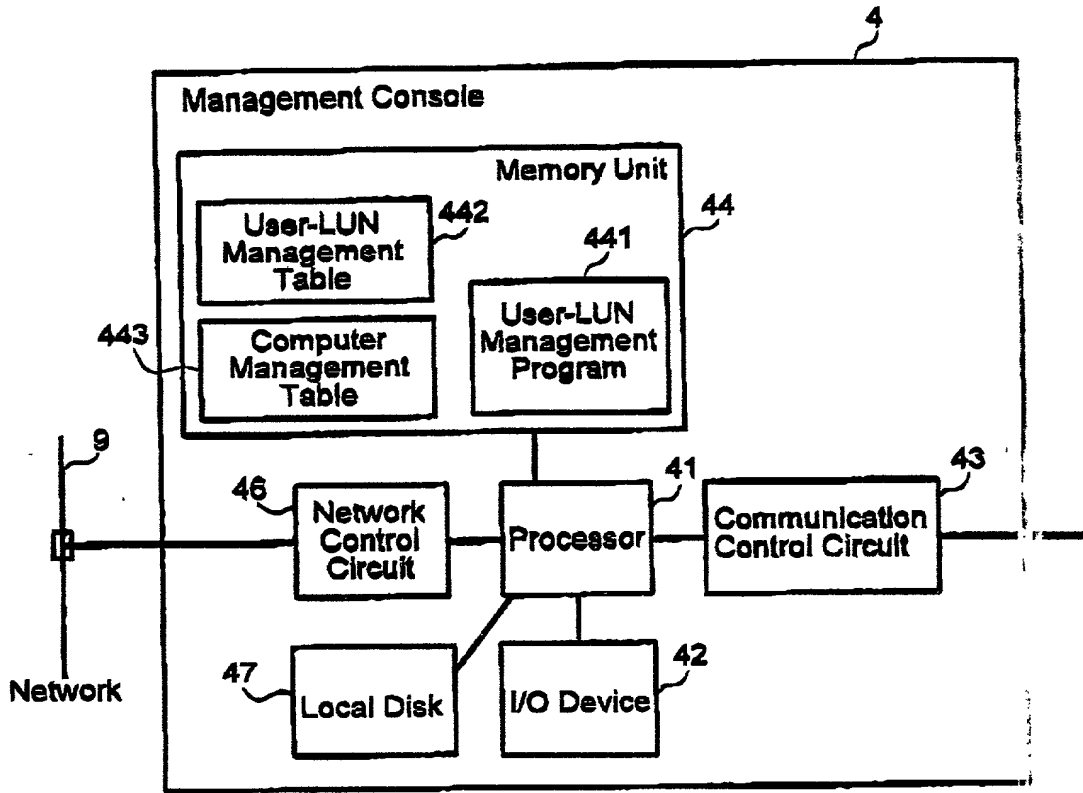 4
Management Console
Memory Unit
User-LUN
Management
Table
442
44
441
User-LUN
Management
Program
443
Computer
Management
Table
9
46
Network
Control
Circuit
41
Processor
43
Communication
Control Circuit
Network
47
Local Disk
42
I/O Device